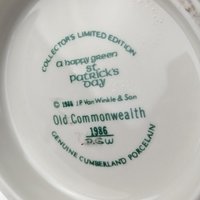 COLLECTOR'S LIMITED EDITION
a happy green
st. patrick's
day
© 1986 J.P. Van Winkle & Son
Old Commonwealth
1986
GENUINE CUMBERLAND PORCELAIN